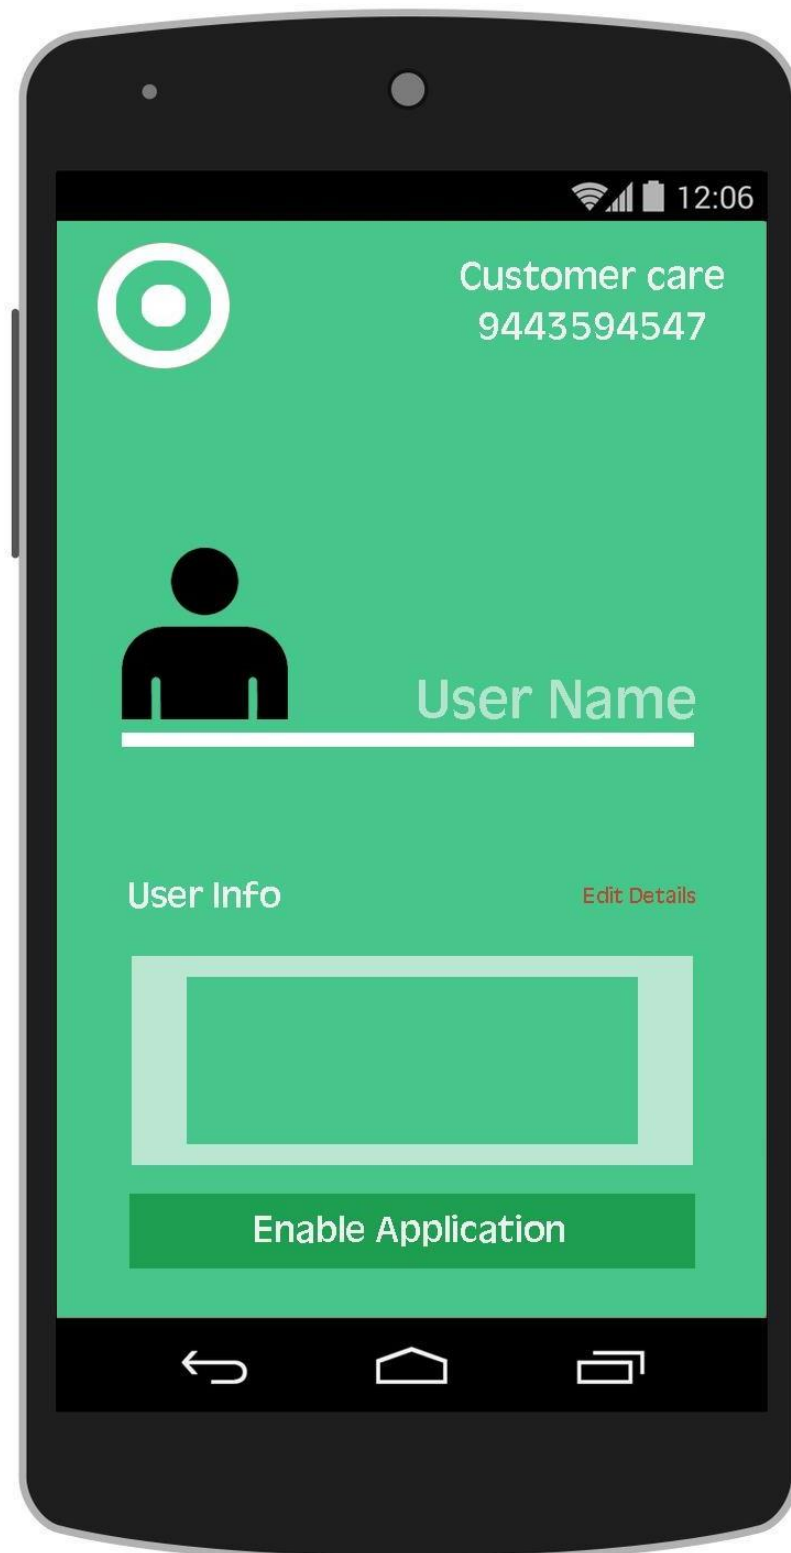 12:06
Customer care
9443594547
User Name
User Info
Edit Details
Enable Application